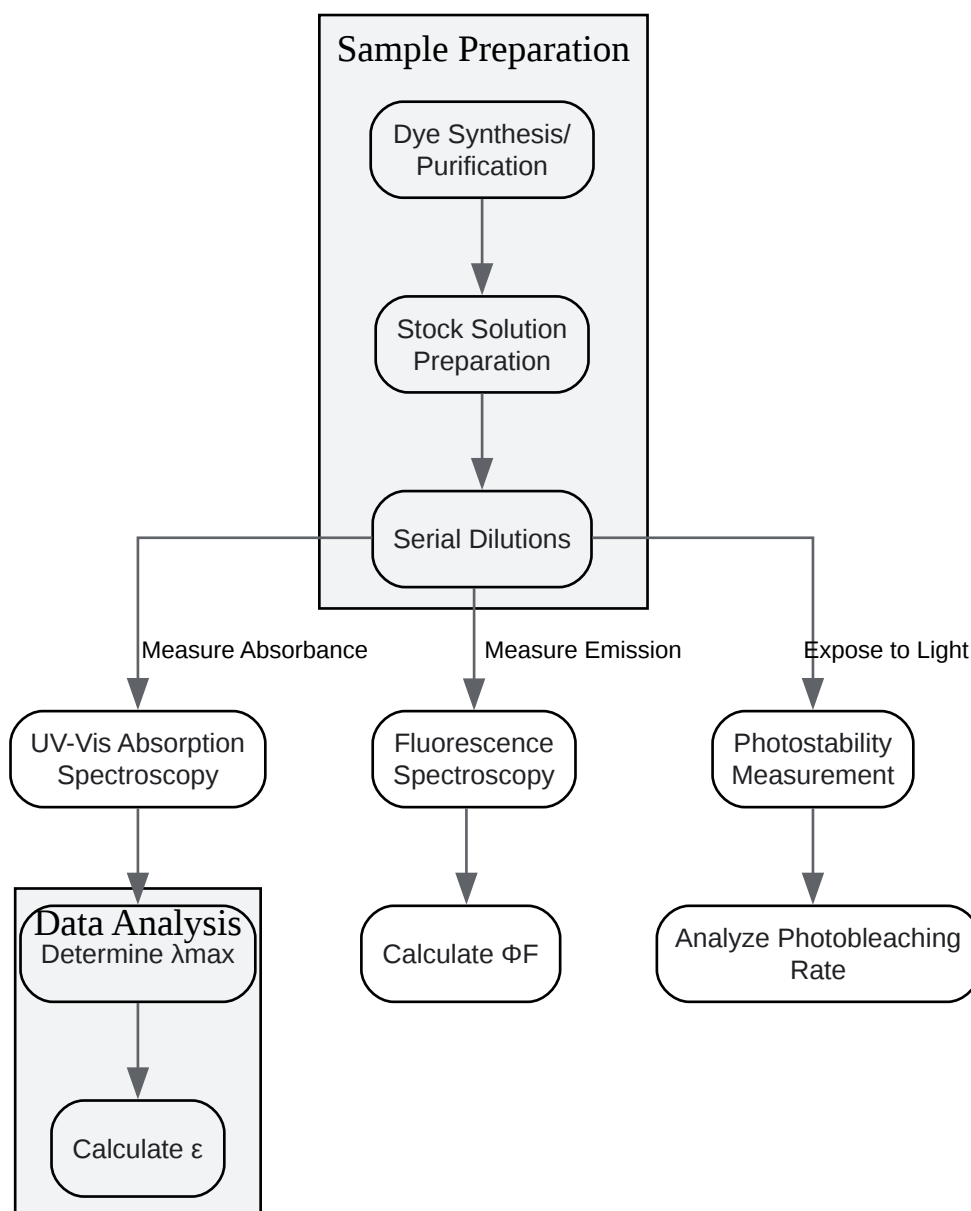 Sample Preparation
Dye Synthesis/
Purification
Stock Solution
Preparation
Serial Dilutions
Measure Absorbance
Measure Emission
Expose to Light
UV-Vis Absorption
Spectroscopy
Fluorescence
Spectroscopy
Photostability
Measurement
Data Analysis
Determine λmax
Calculate ΦF
Analyze Photobleaching
Rate
Calculate ε